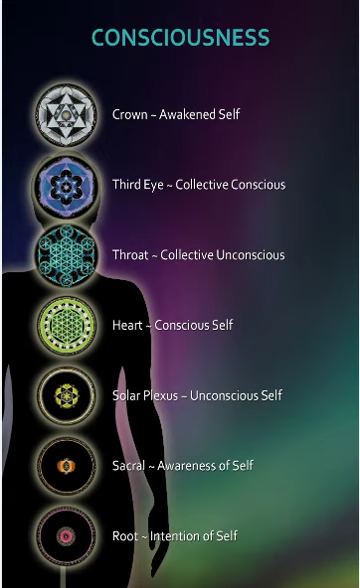 CONSCIOUSNESS
Crown ~ Awakened Self
Third Eye ~ Collective Conscious
Throat ~ Collective Unconscious
Heart ~ Conscious Self
Solar Plexus ~ Unconscious Self
Sacral ~ Awareness of Self
Root ~ Intention of Self